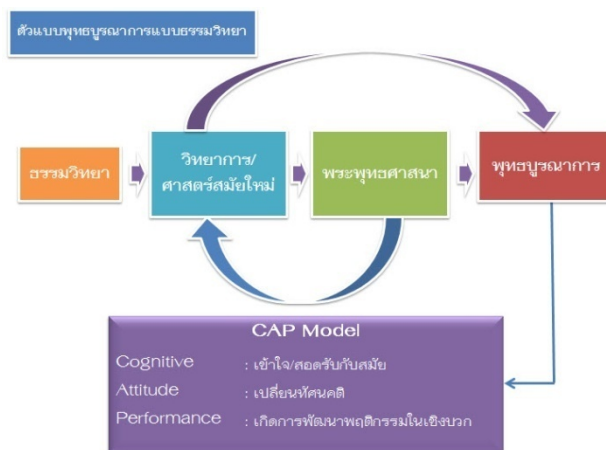 ตัวแบบพุทธบูรณาการแบบธรรมวิทยา
ธรรมวิทยา
วิทยาการ/
ศาสตร์สมัยใหม่
พระพุทธศาสนา
พุทธบูรณาการ
CAP Model
Cognitive : เข้าใจ/สอดรับกับสมัย
Attitude : เปลี่ยนทัศนคติ
Performance : เกิดการพัฒนาพฤติกรรมในเชิงบวก